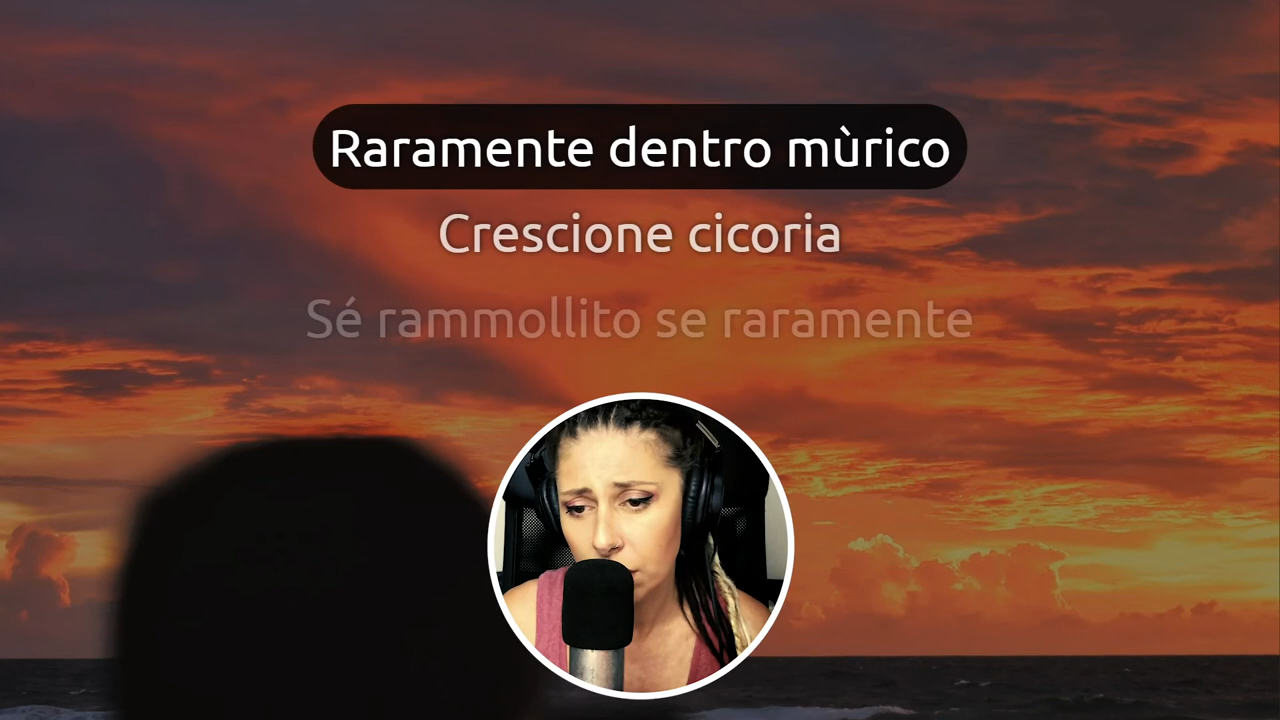 Raramente dentro mùrico
Crescione cicoria
Sé rammollito se raramente